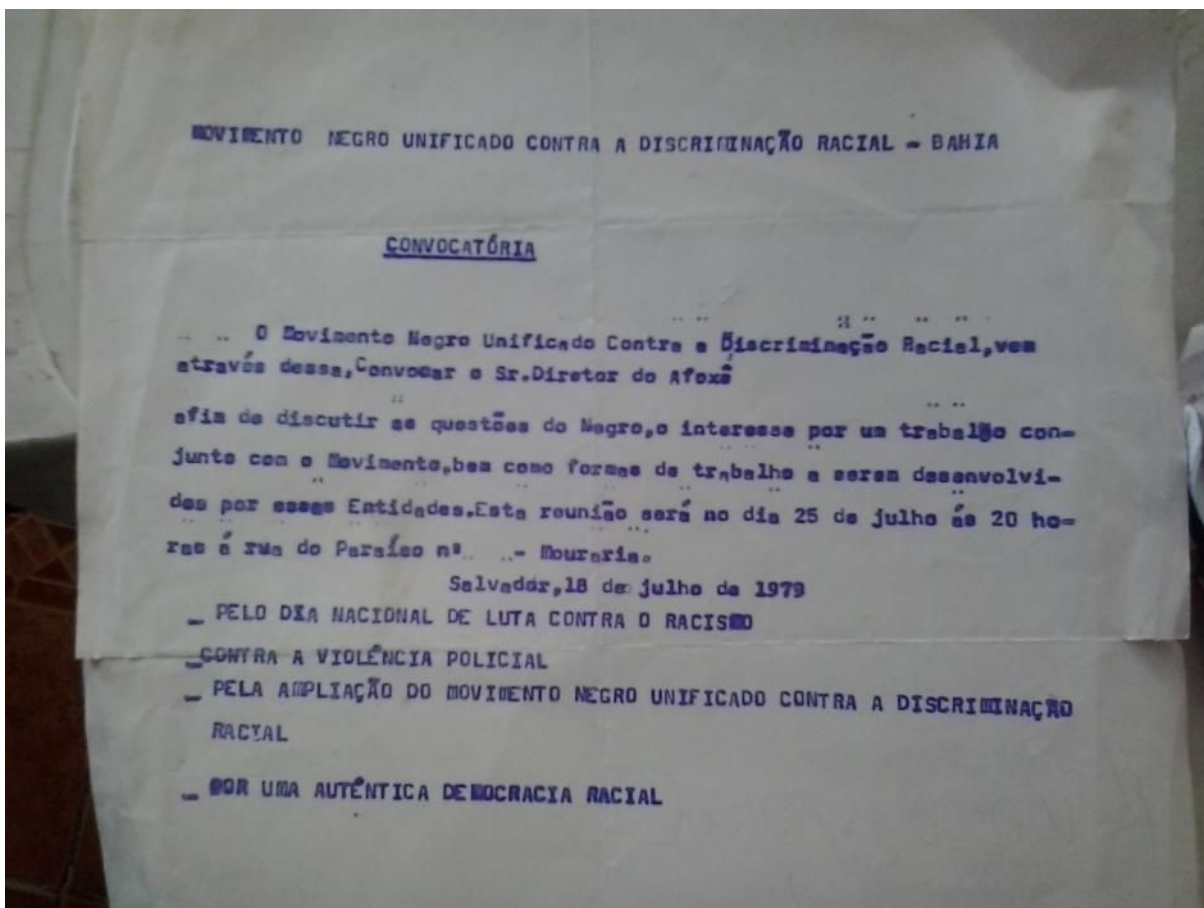 MOVIMENTO NEGRO UNIFICADO CONTRA A DISCRIMINAÇÃO RACIAL - BAHIA
CONVOCATÓRIA
O Movimento Negro Unificado Contra a Discriminação Racial,vem
através dessa,Convocar o Sr.Diretor do Afoxé
afim de discutir as questões do Negro,o interesse por um trabalho con-
junto com o Movimento,bem como formas de trabalho a serem desenvolvi-
das por essas Entidades.Esta reunião será no dia 25 de julho ás 20 ho-
ras á rua do Paraíso nº - Mouraria.
Salvador,18 de julho de 1979
_ PELO DIA NACIONAL DE LUTA CONTRA O RACISMO
_CONTRA A VIOLÊNCIA POLICIAL
_ PELA AMPLIAÇÃO DO MOVIMENTO NEGRO UNIFICADO CONTRA A DISCRIMINAÇÃO
RACIAL
_ POR UMA AUTÊNTICA DEMOCRACIA RACIAL